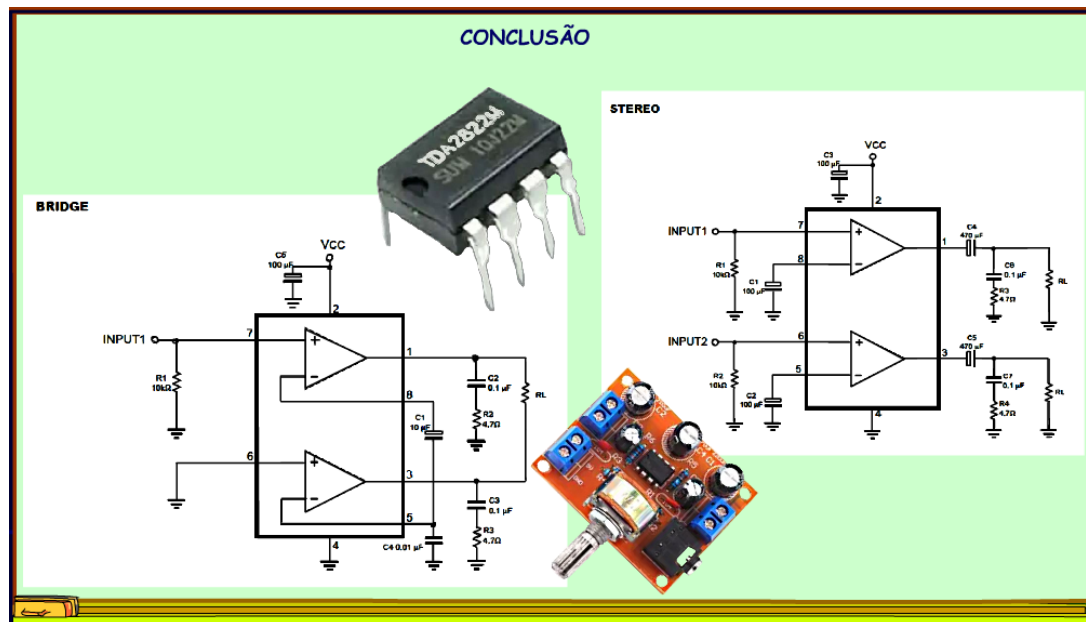 CONCLUSÃO
TDA2822M
BRIDGE
C5
100 µF
VCC
2
INPUT1
7
+
1
R1
10kΩ
−
8
C2
0.1 µF
RL
C1
10 µF
R2
4.7Ω
6
+
3
−
5
C3
0.1 µF
4
C4 0.01 µF
R3
4.7Ω
STEREO
C3
100 µF
VCC
2
INPUT1
7
+
1
C4
470 µF
R1
10kΩ
8
−
C1
100 µF
C6
0.1 µF
R3
4.7Ω
RL
INPUT2
6
+
3
C5
470 µF
R2
10kΩ
5
−
C2
100 µF
C7
0.1 µF
R4
4.7Ω
RL
4